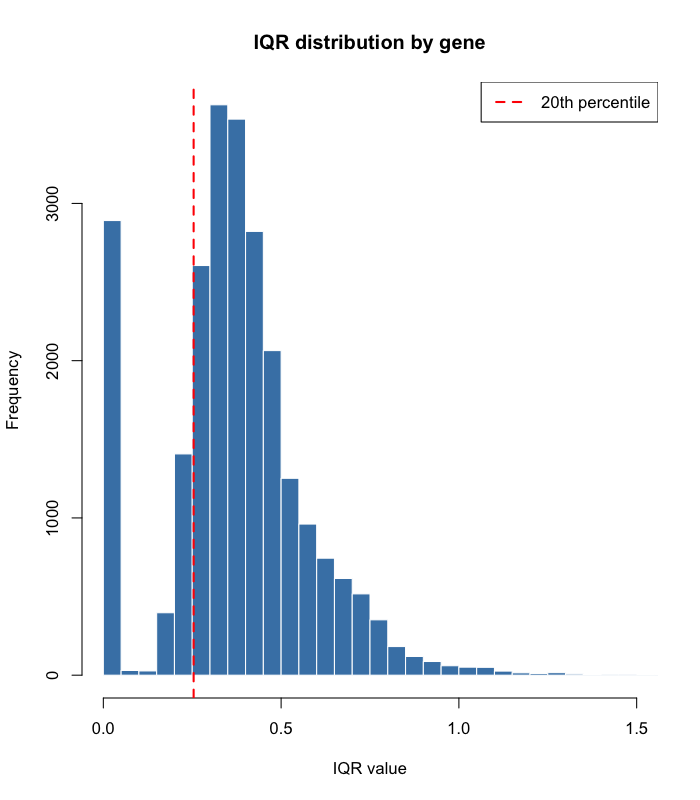 IQR distribution by gene
20th percentile
Frequency
3000
2000
1000
0
0.0 0.5 1.0 1.5
IQR value